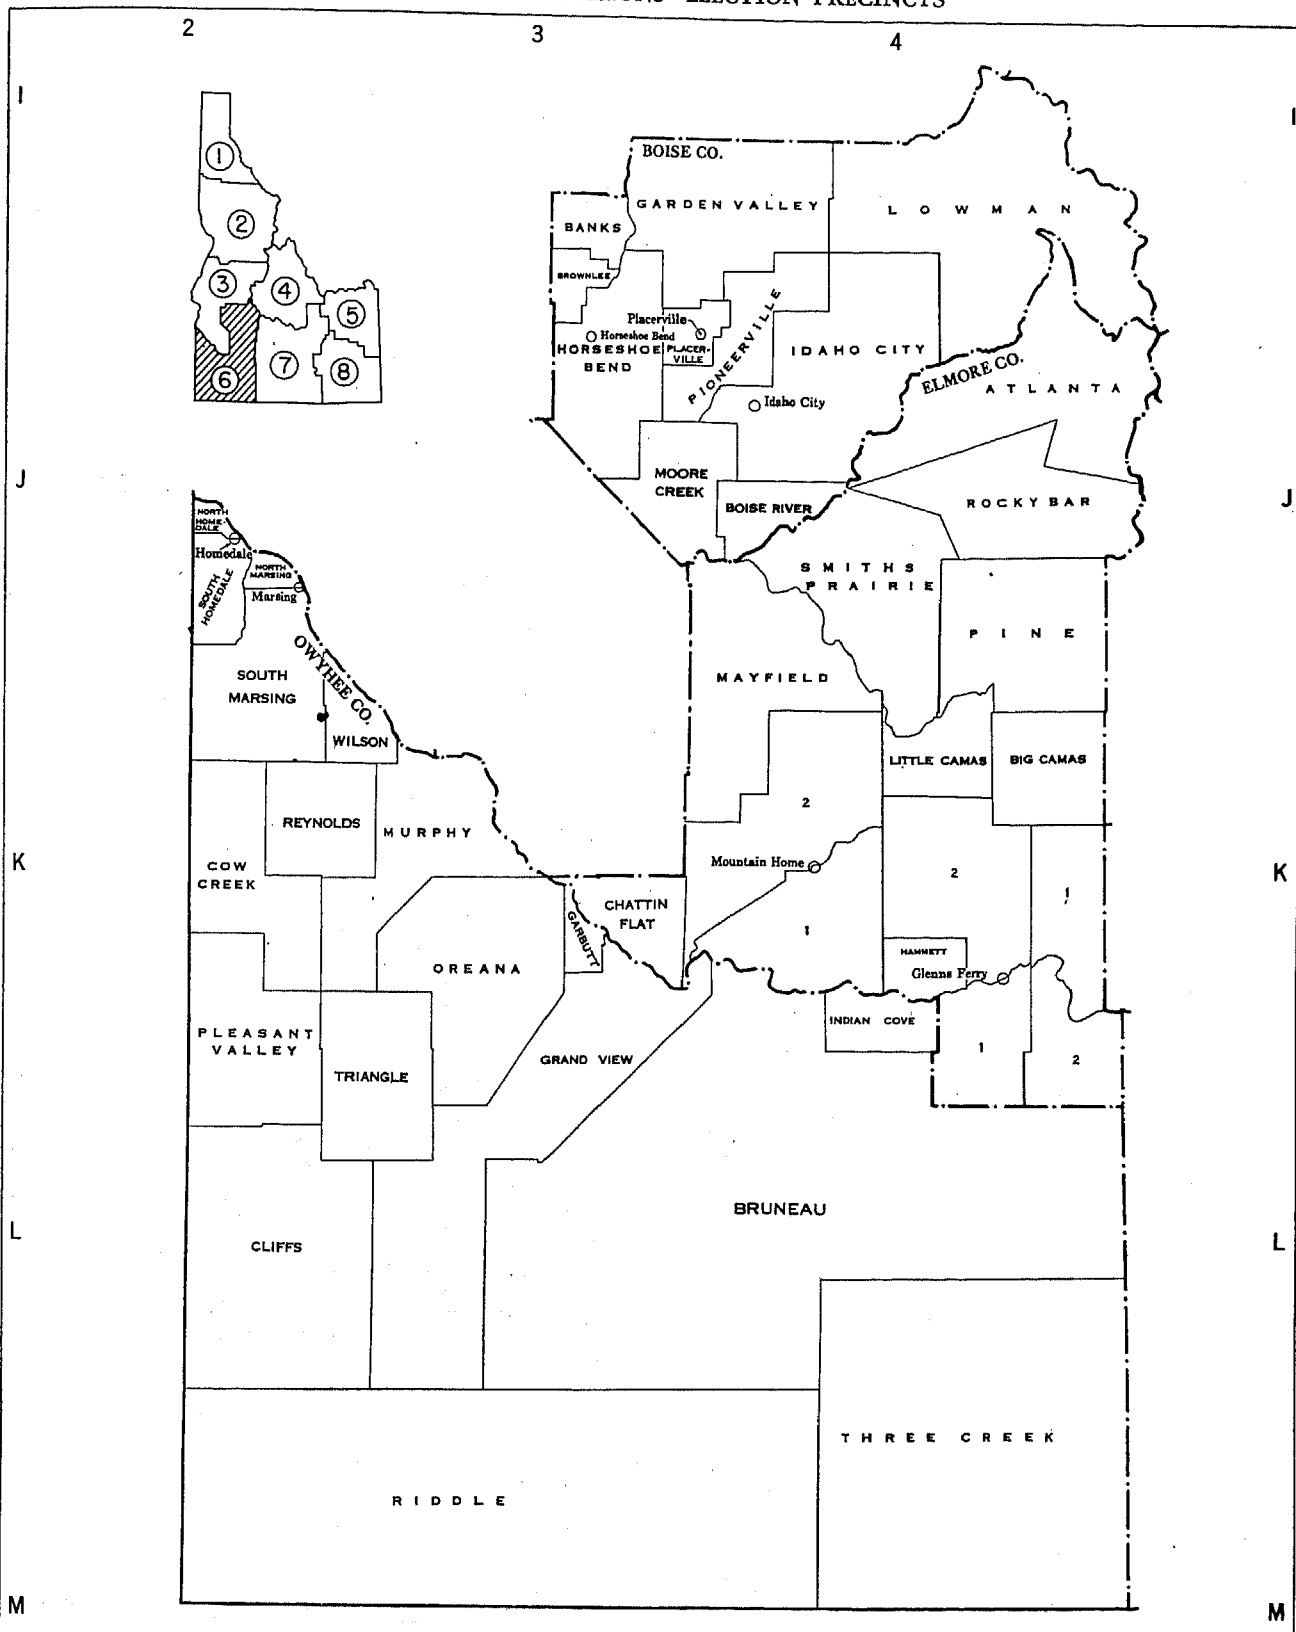 ELECTION PRECINCTS
2 3 4
I I
1
2
3
4
5
6
7
8
BOISE CO.
GARDEN VALLEY
LOWMAN
BANKS
BROWNLEE
Placerville
Horseshoe Bend
HORSESHOE
BEND
PLACER-
VILLE
PIONEERVILLE
IDAHO CITY
Idaho City
ELMORE CO.
ATLANTA
J J
MOORE
CREEK
BOISE RIVER
ROCKY BAR
NORTH
HOME-
DALE
Homedale
NORTH
MARSING
Marsing
SOUTH
HOMEDALE
SMITHS
PRAIRIE
PINE
OWYHEE CO.
SOUTH
MARSING
WILSON
MAYFIELD
LITTLE CAMAS
BIG CAMAS
2
REYNOLDS
MURPHY
K K
COW
CREEK
Mountain Home
2
1
CHATTIN
FLAT
GARBUTT
1
HAMMETT
Glenns Ferry
OREANA
INDIAN COVE
PLEASANT
VALLEY
GRAND VIEW
1
2
TRIANGLE
BRUNEAU
L L
CLIFFS
THREE CREEK
RIDDLE
M M